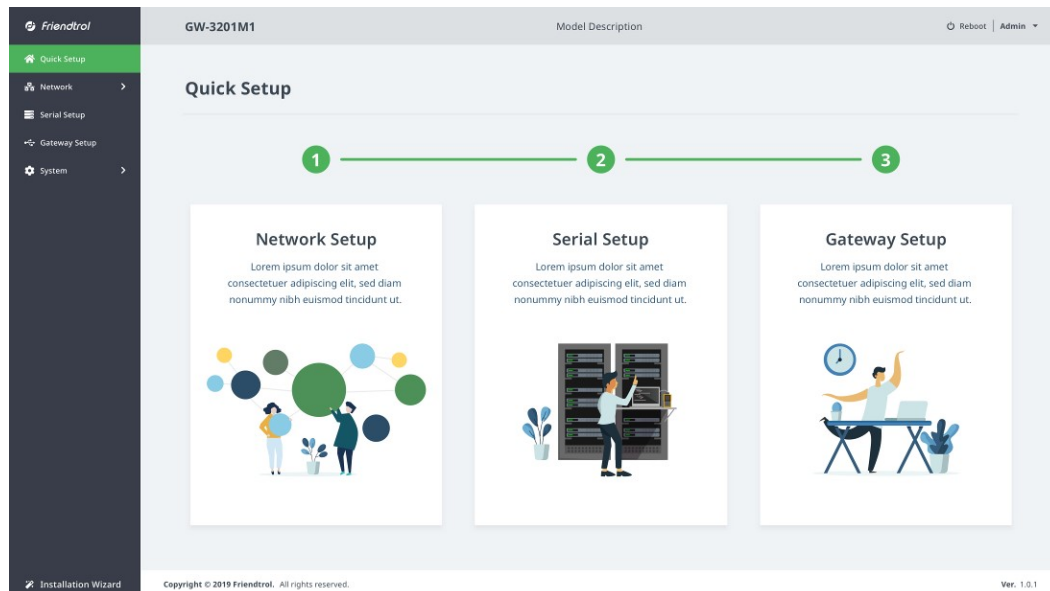 Friendtrol
GW-3201M1
Model Description
Reboot
Admin
Quick Setup
Network
Serial Setup
Gateway Setup
System
Quick Setup
1
2
3
Network Setup
Lorem ipsum dolor sit amet
consectetuer adipiscing elit, sed diam
nonummy nibh euismod tincidunt ut.
Serial Setup
Lorem ipsum dolor sit amet
consectetuer adipiscing elit, sed diam
nonummy nibh euismod tincidunt ut.
Gateway Setup
Lorem ipsum dolor sit amet
consectetuer adipiscing elit, sed diam
nonummy nibh euismod tincidunt ut.
Installation Wizard
Copyright © 2019 Friendtrol. All rights reserved.
Ver. 1.0.1